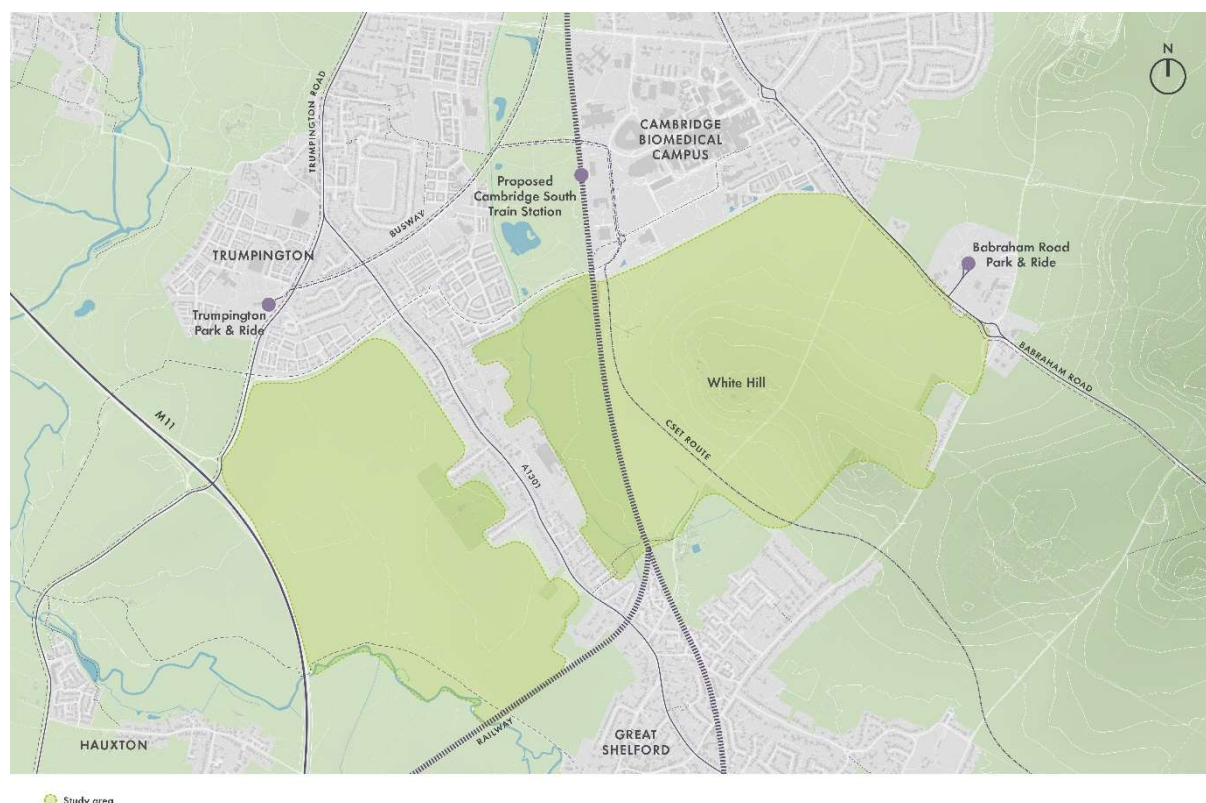 N
TRUMPINGTON ROAD
CAMBRIDGE
BIOMEDICAL
CAMPUS
Proposed
Cambridge South
Train Station
BUSWAY
TRUMPINGTON
Babraham Road
Park & Ride
Trumpington
Park & Ride
BABRAHAM ROAD
White Hill
M11
CSET ROUTE
A1301
RAILWAY
GREAT
SHELFORD
HAUXTON
Study area